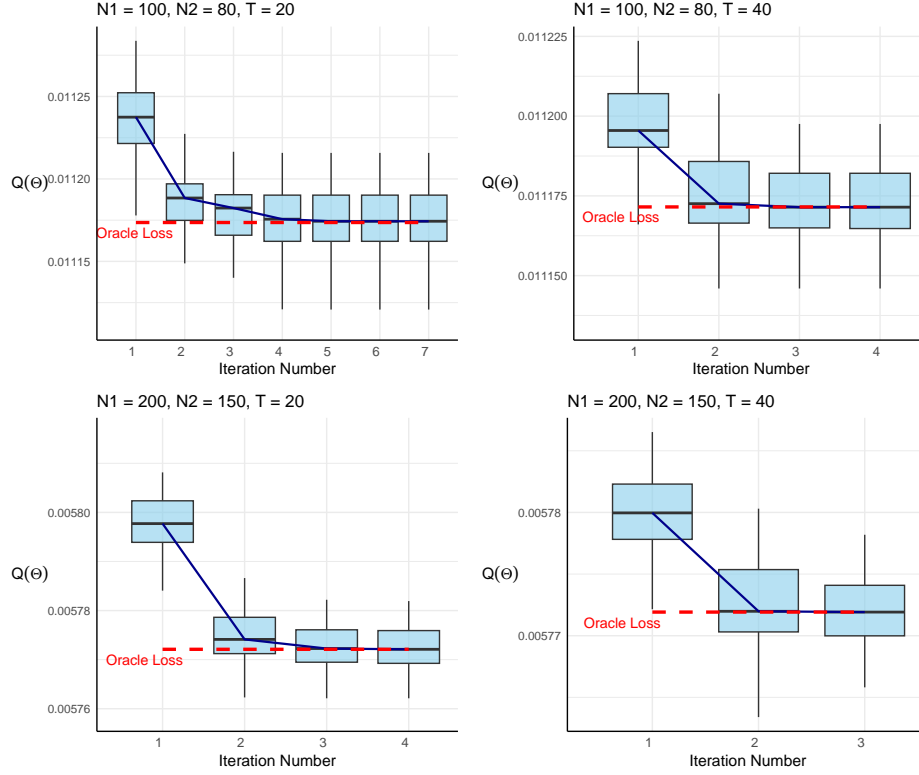 N1 = 100, N2 = 80, T = 20
0.01125
0.01120
0.01115
Q(Θ)
Oracle Loss
1 2 3 4 5 6 7
Iteration Number
N1 = 100, N2 = 80, T = 40
0.011225
0.011200
0.011175
0.011150
Q(Θ)
Oracle Loss
1 2 3 4
Iteration Number
N1 = 200, N2 = 150, T = 20
0.00580
0.00578
0.00576
Q(Θ)
Oracle Loss
1 2 3 4
Iteration Number
N1 = 200, N2 = 150, T = 40
0.00578
0.00577
Q(Θ)
Oracle Loss
1 2 3
Iteration Number